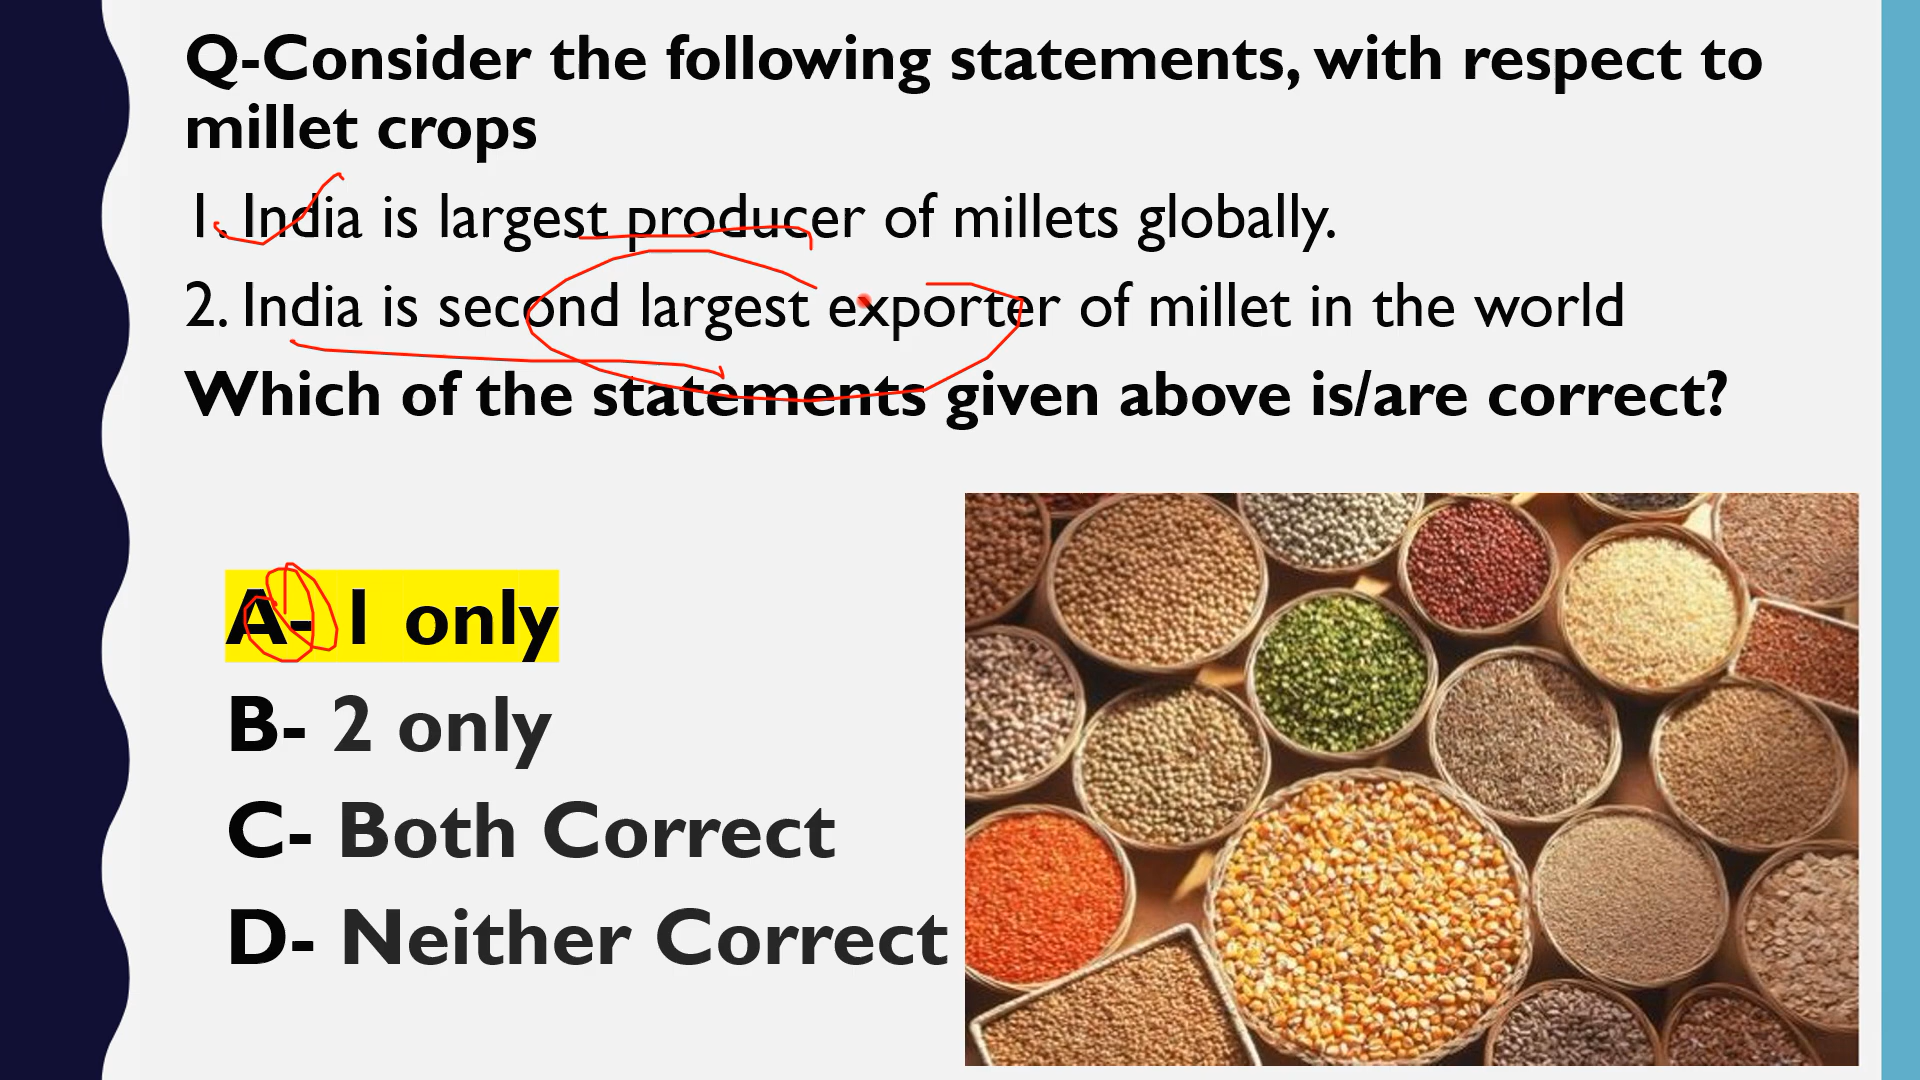 Q-Consider the following statements, with respect to
millet crops
1. India is largest producer of millets globally.
2. India is second largest exporter of millet in the world
Which of the statements given above is/are correct?
A- 1 only
B- 2 only
C- Both Correct
D- Neither Correct